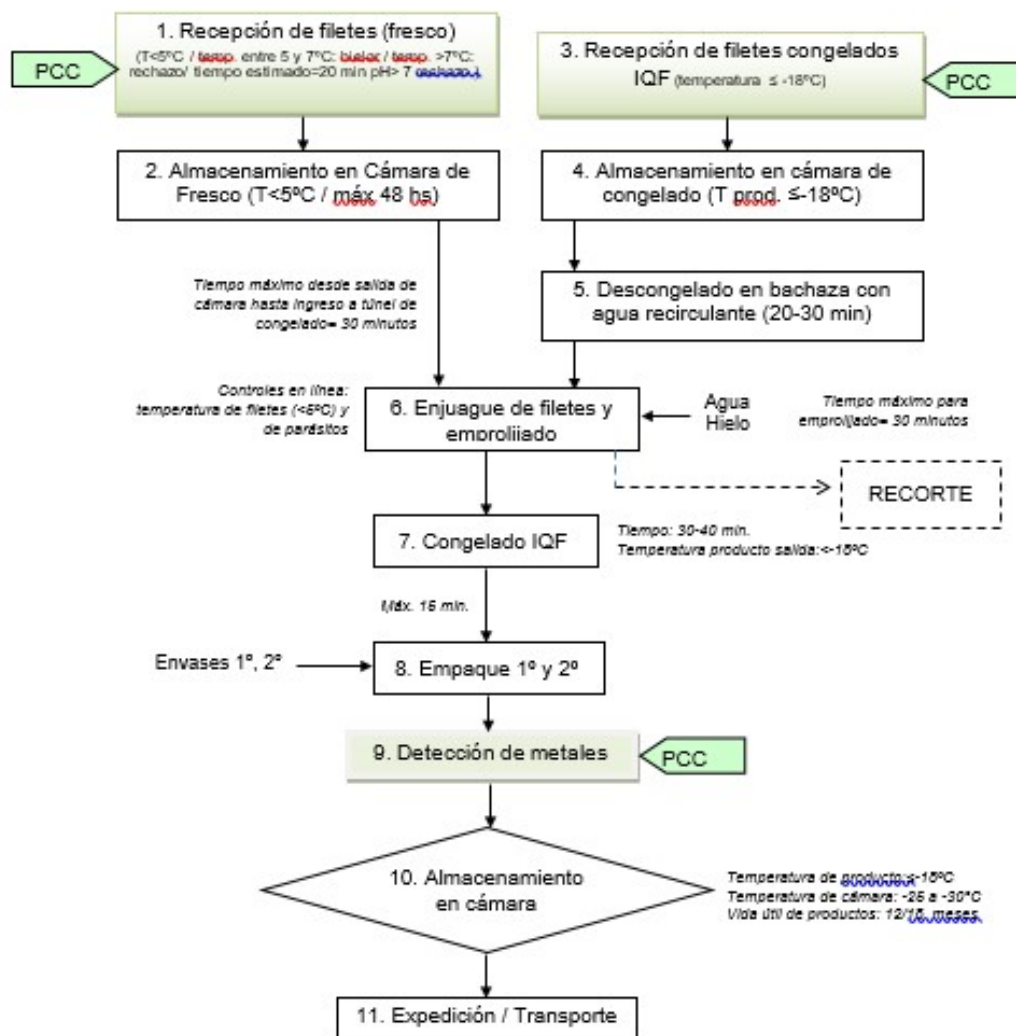 1. Recepción de filetes (fresco)
(T<5ºC / temp. entre 5 y 7ºC: hielar / temp. >7ºC:
rechazo/ tiempo estimado=20 min pH> 7 rechazo )
PCC
3. Recepción de filetes congelados
IQF (temperatura ≤ -18ºC)
PCC
2. Almacenamiento en Cámara de
Fresco (T<5ºC / máx 48 hs)
4. Almacenamiento en cámara de
congelado (T prod. ≤-18ºC)
Tiempo máximo desde salida de
cámara hasta ingreso a túnel de
congelado= 30 minutos
5. Descongelado en bachaza con
agua recirculante (20-30 min)
Controles en línea:
temperatura de filetes (<5ºC) y
de parásitos
6. Enjuague de filetes y
emprolijado
Agua
Hielo
Tiempo máximo para
emprolijado= 30 minutos
RECORTE
7. Congelado IQF
Tiempo: 30-40 min.
Temperatura producto salida:<-18ºC
Máx. 15 min.
Envases 1º, 2º
8. Empaque 1º y 2º
9. Detección de metales
PCC
10. Almacenamiento
en cámara
Temperatura de producto:<-18ºC
Temperatura de cámara: -25 a -30ºC
Vida útil de productos: 12/18 meses
11. Expedición / Transporte